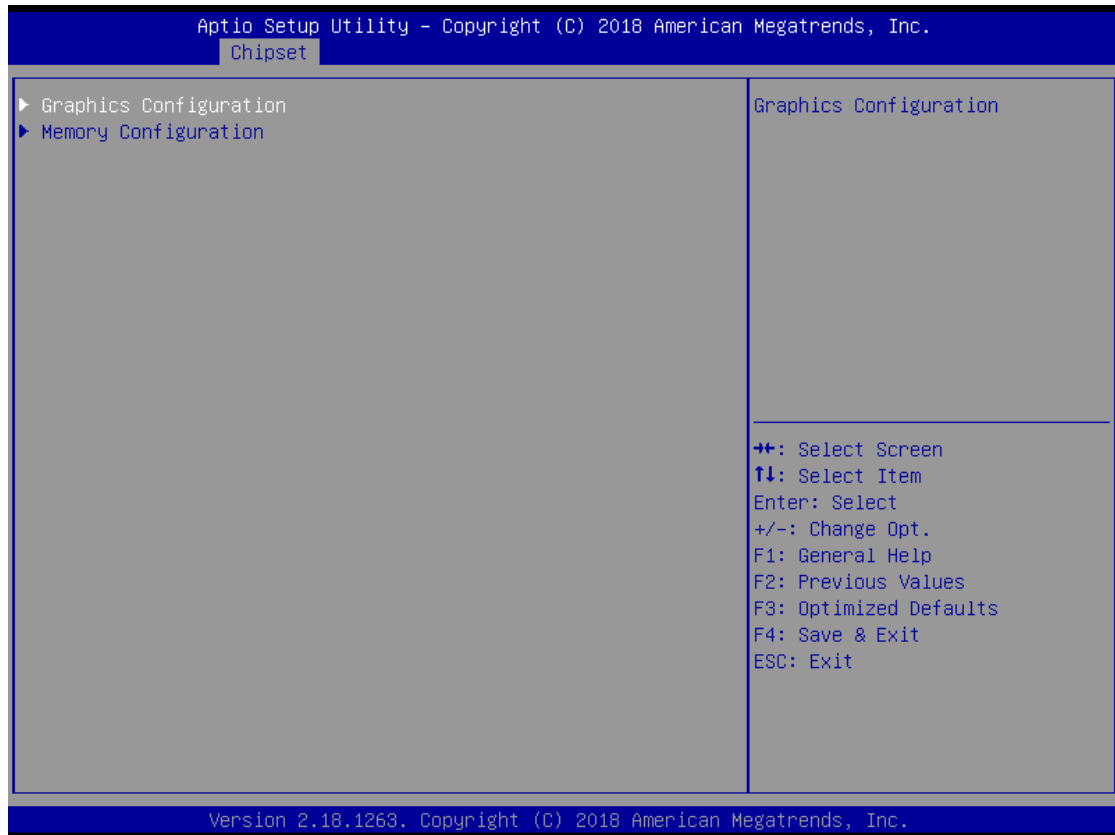 Aptio Setup Utility – Copyright (C) 2018 American Megatrends, Inc.
Chipset
▶ Graphics Configuration
▶ Memory Configuration
Graphics Configuration
→←: Select Screen
↑↓: Select Item
Enter: Select
+/-: Change Opt.
F1: General Help
F2: Previous Values
F3: Optimized Defaults
F4: Save & Exit
ESC: Exit
Version 2.18.1263. Copyright (C) 2018 American Megatrends, Inc.